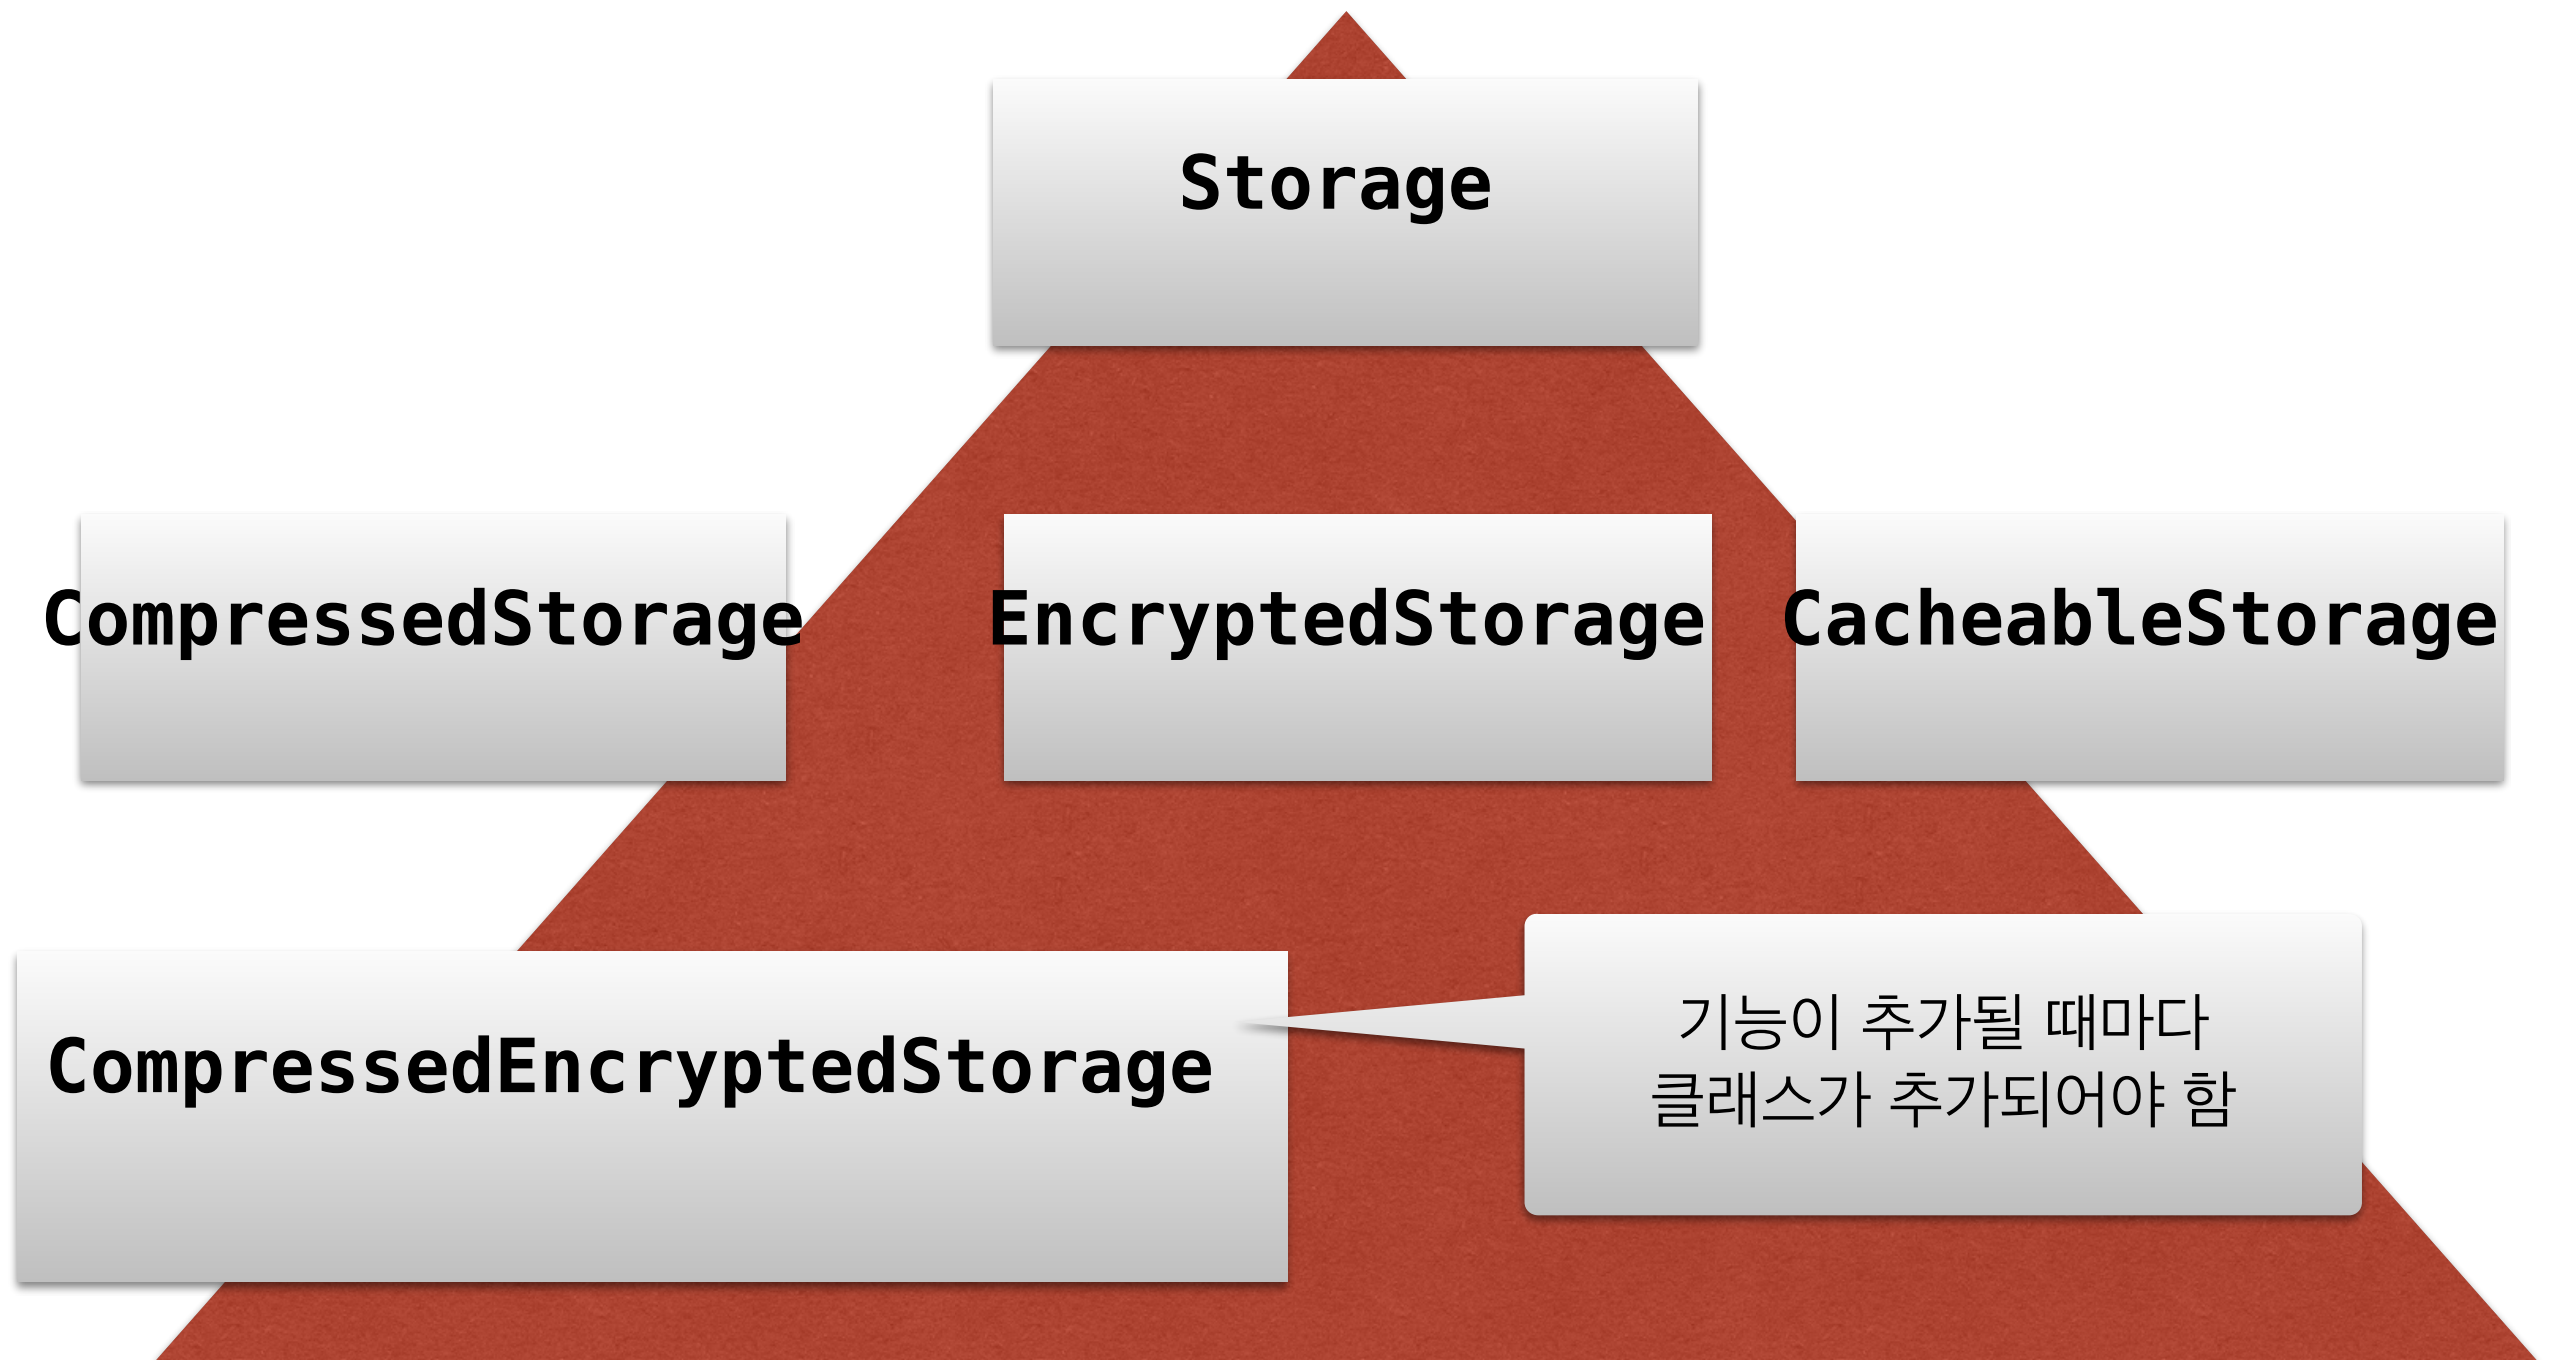 Storage
CompressedStorage
EncryptedStorage
CacheableStorage
CompressedEncryptedStorage
기능이 추가될 때마다
클래스가 추가되어야 함